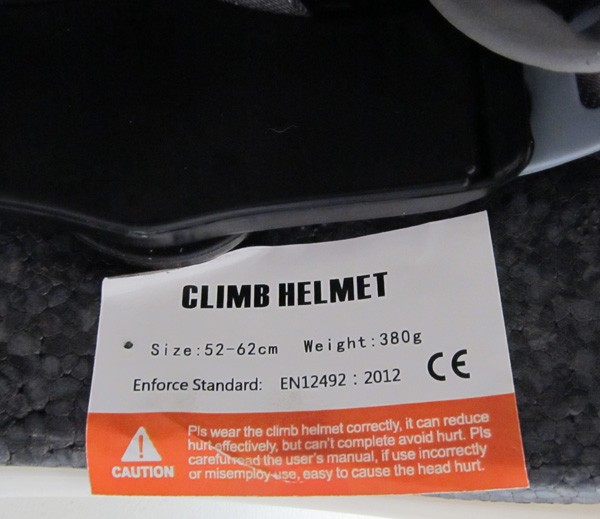 CLIMB HELMET
Size:52-62cm Weight:380g
Enforce Standard: EN12492 : 2012 CE
Pls wear the climb helmet correctly, it can reduce
hurt effectively, but can't complete avoid hurt. Pls
careful read the user's manual, if use incorrectly
or misemploy use, easy to cause the head hurt.
CAUTION